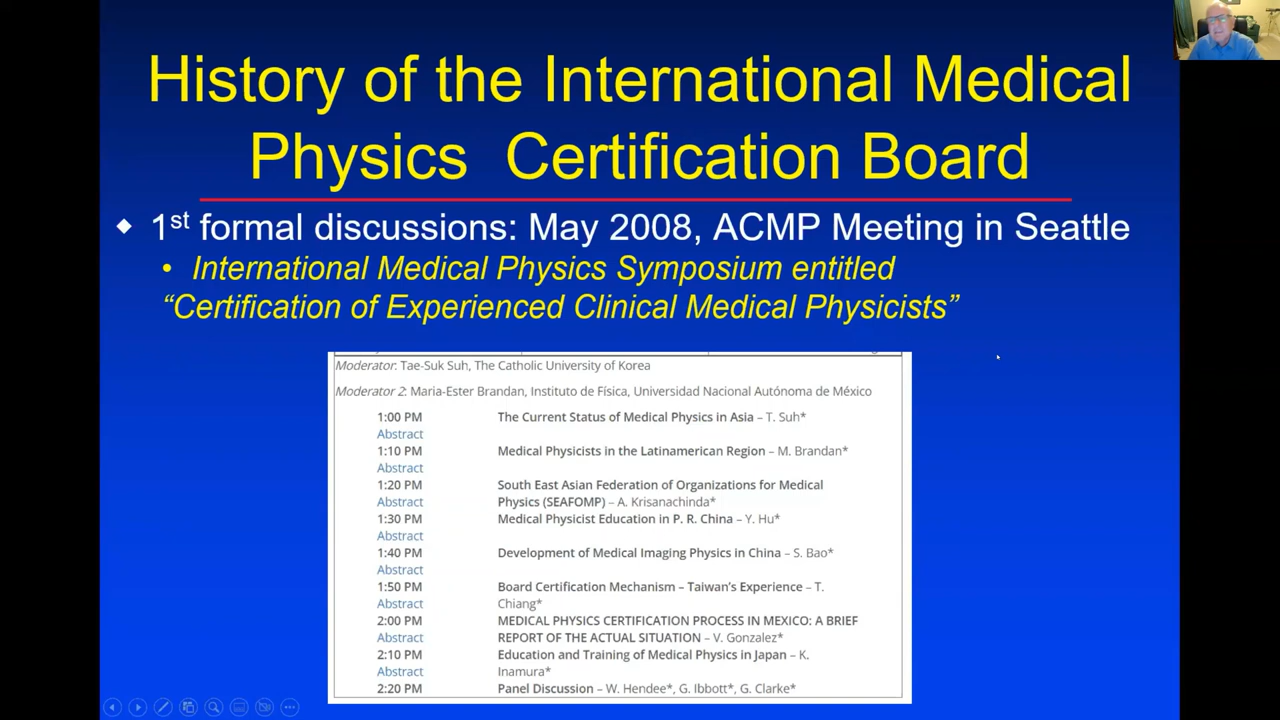 History of the International Medical
Physics Certification Board
1st formal discussions: May 2008, ACMP Meeting in Seattle
• International Medical Physics Symposium entitled
“Certification of Experienced Clinical Medical Physicists”
Moderator: Tae-Suk Suh, The Catholic University of Korea
Moderator 2: Maria-Ester Brandan, Instituto de Física, Universidad Nacional Autónoma de México
1:00 PM The Current Status of Medical Physics in Asia – T. Suh*
Abstract
1:10 PM Medical Physicists in the Latinamerican Region – M. Brandan*
Abstract
1:20 PM South East Asian Federation of Organizations for Medical
Abstract Physics (SEAFOMP) – A. Krisanachinda*
1:30 PM Medical Physicist Education in P. R. China – Y. Hu*
Abstract
1:40 PM Development of Medical Imaging Physics in China – S. Bao*
Abstract
1:50 PM Board Certification Mechanism – Taiwan’s Experience – T.
Abstract Chiang*
2:00 PM MEDICAL PHYSICS CERTIFICATION PROCESS IN MEXICO: A BRIEF
Abstract REPORT OF THE ACTUAL SITUATION – V. Gonzalez*
2:10 PM Education and Training of Medical Physics in Japan – K.
Abstract Inamura*
2:20 PM Panel Discussion – W. Hendee*, G. Ibbott*, G. Clarke*